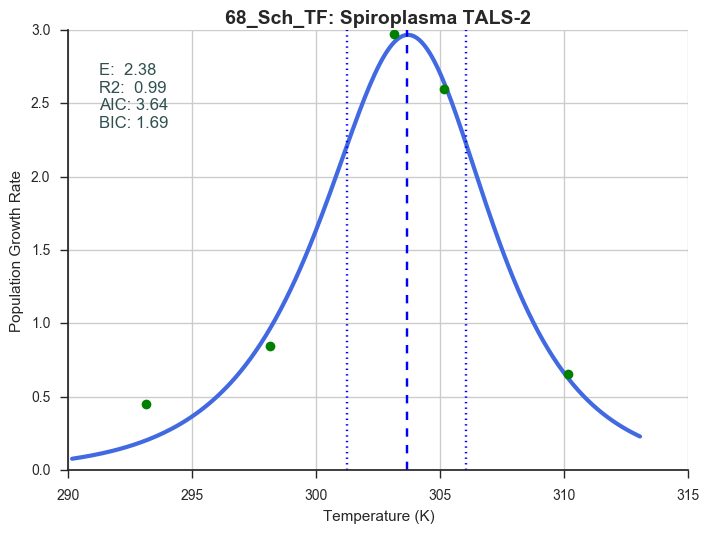 68_Sch_TF: Spiroplasma TALS-2
E:  2.38
R2:  0.99
AIC: 3.64
BIC: 1.69
Population Growth Rate
3.0
2.5
2.0
1.5
1.0
0.5
0.0
290 295 300 305 310 315
Temperature (K)